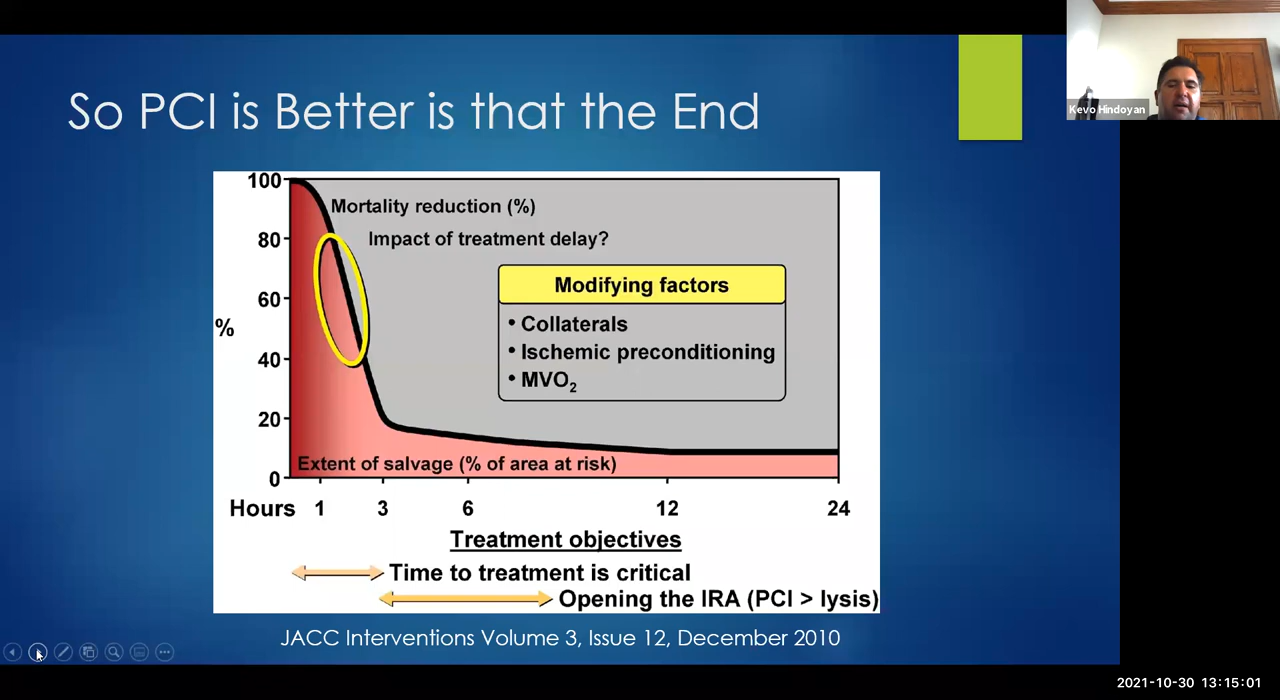 So PCI is Better is that the End
Kevo Hindoyan
100
Mortality reduction (%)
80
Impact of treatment delay?
Modifying factors
60
• Collaterals
%
• Ischemic preconditioning
40
• MVO2
20
Extent of salvage (% of area at risk)
0
Hours 1 3 6 12 24
Treatment objectives
Time to treatment is critical
Opening the IRA (PCI > lysis)
JACC Interventions Volume 3, Issue 12, December 2010
2021-10-30 13:15:01